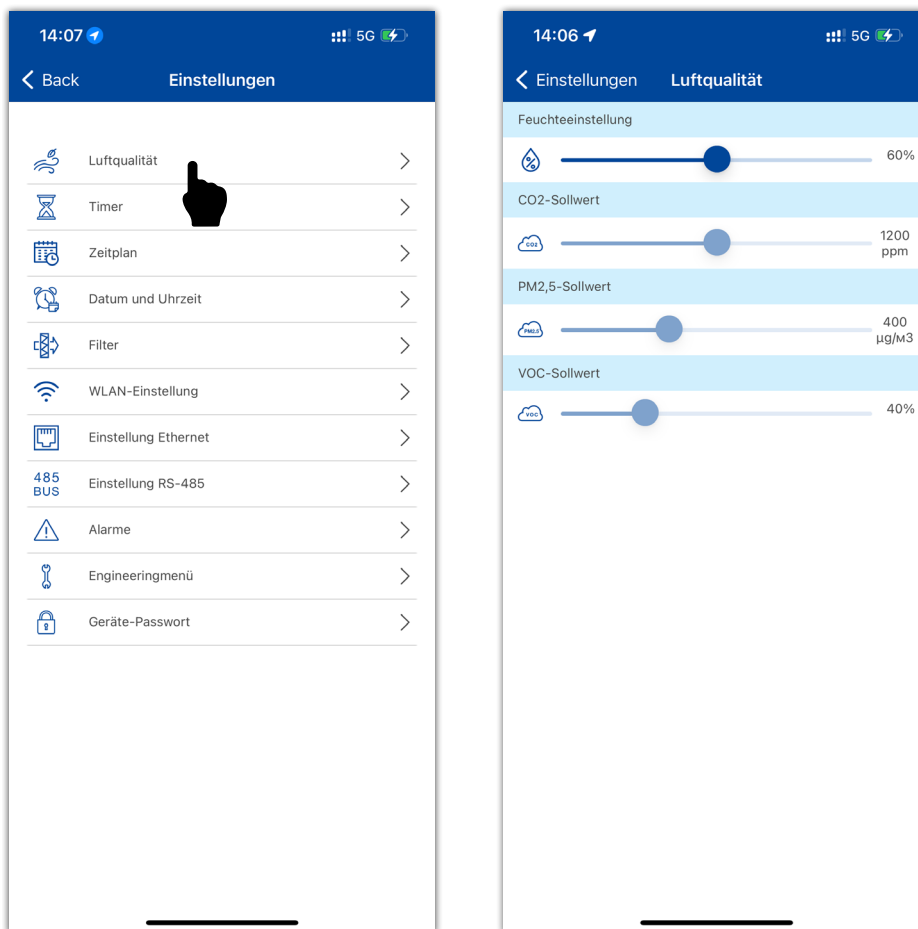 14:07
5G
Back
Einstellungen
Luftqualität
Timer
Zeitplan
Datum und Uhrzeit
Filter
WLAN-Einstellung
Einstellung Ethernet
485
BUS
Einstellung RS-485
Alarme
Engineeringmenü
Geräte-Passwort
14:06
5G
Einstellungen
Luftqualität
Feuchteeinstellung
%
60%
CO2-Sollwert
CO2
1200
ppm
PM2,5-Sollwert
PM2.5
400
µg/м3
VOC-Sollwert
VOC
40%